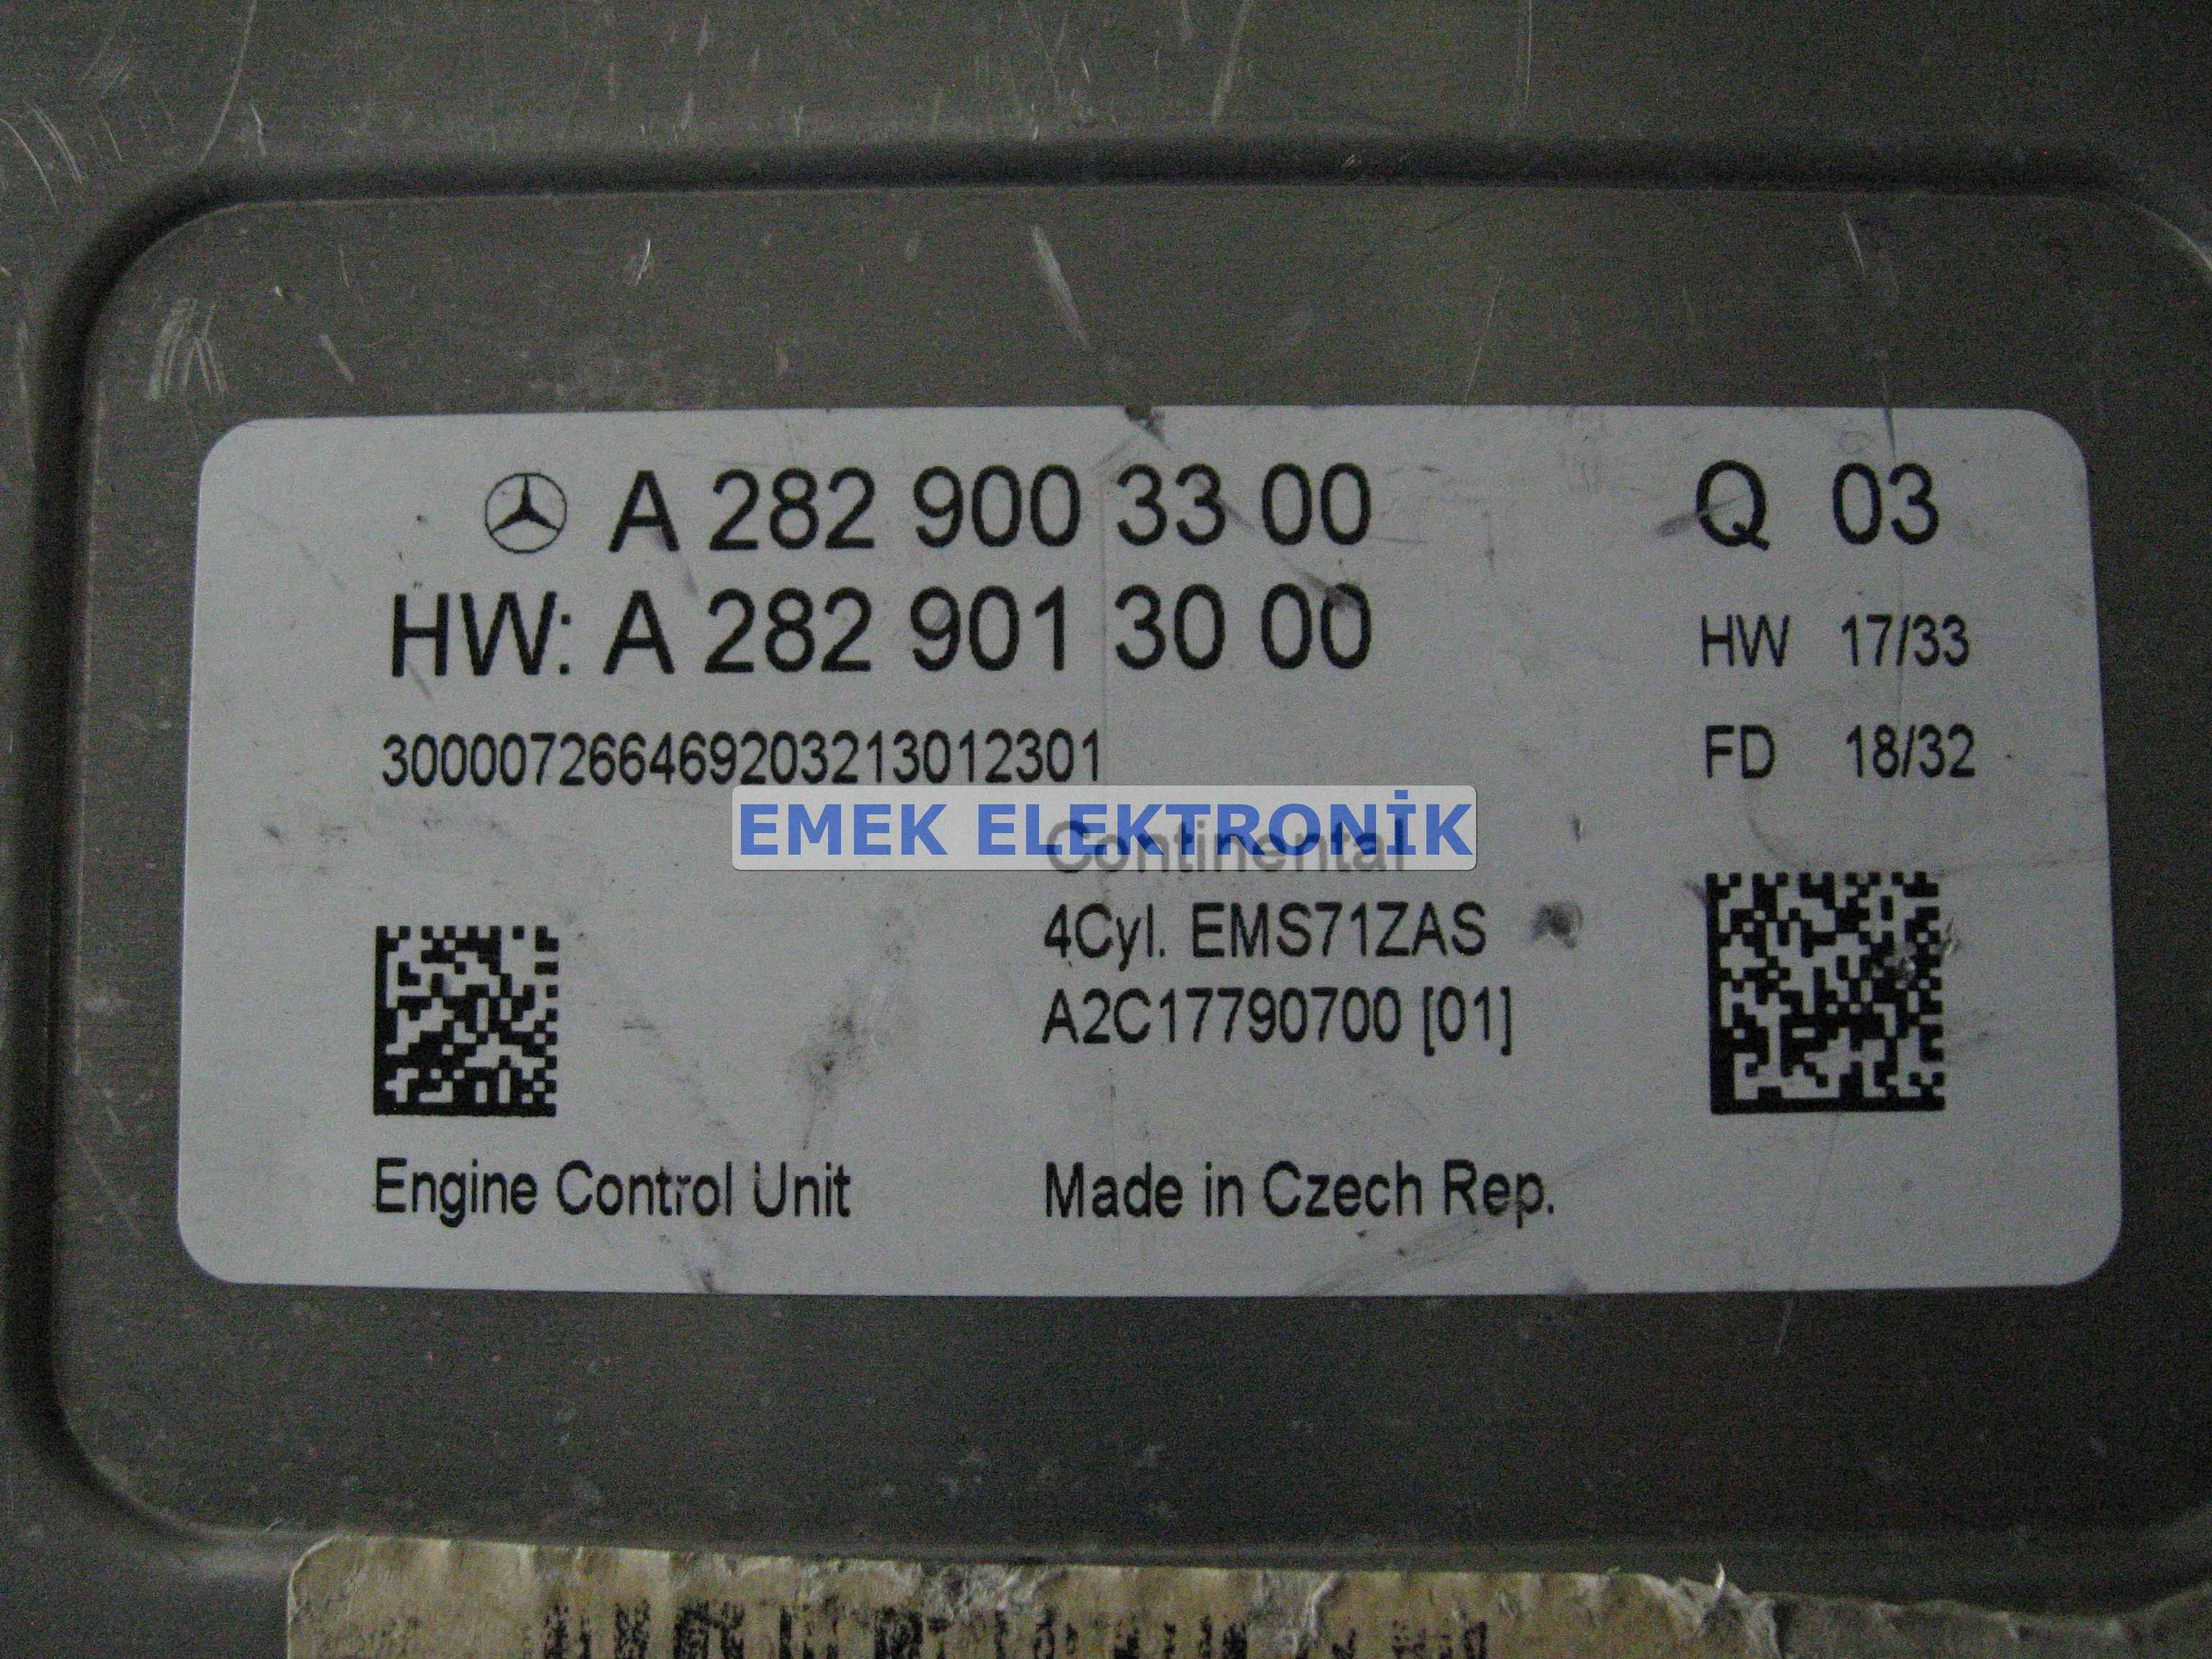 A 282 900 33 00 Q 03
HW: A 282 901 30 00 HW 17/33
300007266469203213012301 FD 18/32
EMEK ELEKTRONİK
Continental
4Cyl. EMS71ZAS
A2C17790700 [01]
Engine Control Unit Made in Czech Rep.